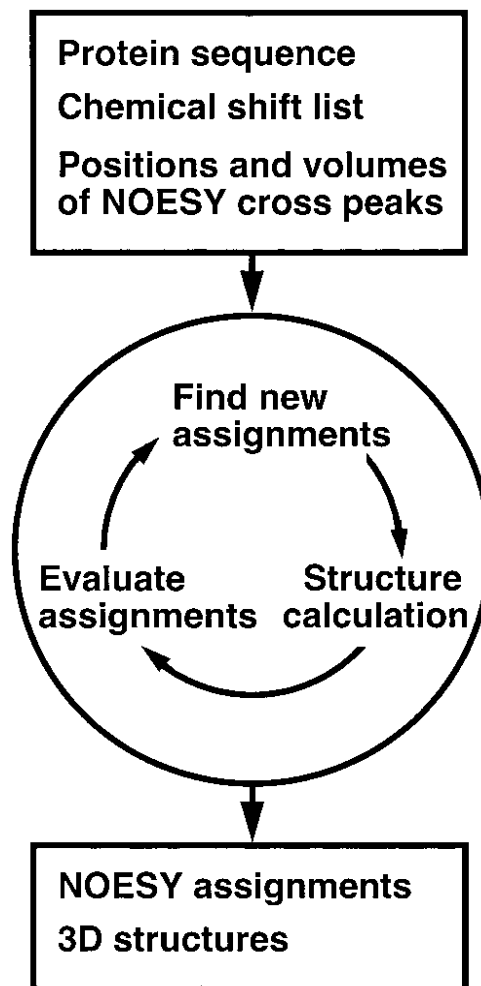 Protein sequence
Chemical shift list
Positions and volumes
of NOESY cross peaks
Find new
assignments
Evaluate
assignments
Structure
calculation
NOESY assignments
3D structures